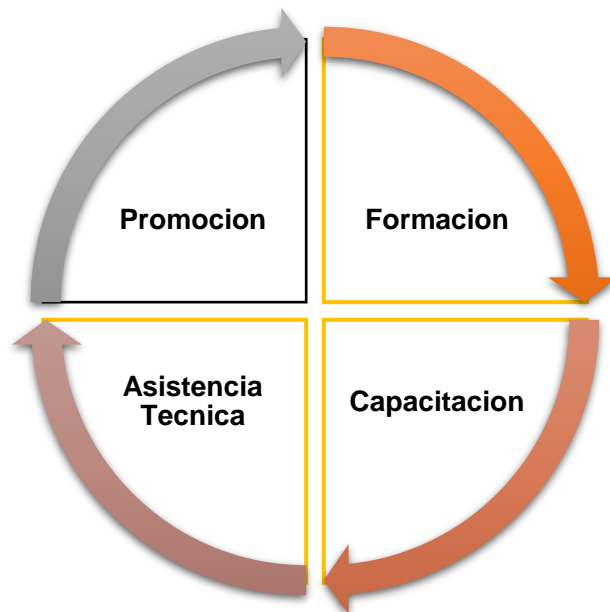 Promocion
Formacion
Asistencia
Tecnica
Capacitacion